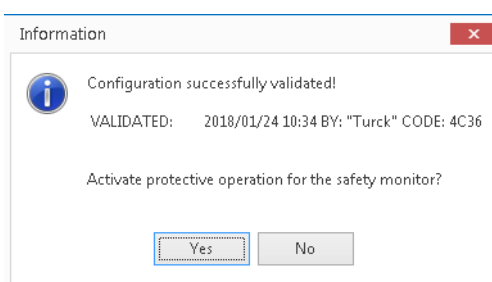 Information
Configuration successfully validated!
VALIDATED: 2018/01/24 10:34 BY: "Turck" CODE: 4C36
Activate protective operation for the safety monitor?
Yes No